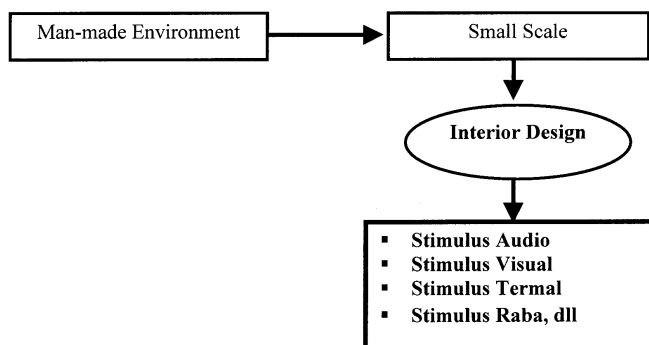 Man-made Environment
Small Scale
Interior Design
▪ Stimulus Audio
▪ Stimulus Visual
▪ Stimulus Termal
▪ Stimulus Raba, dll